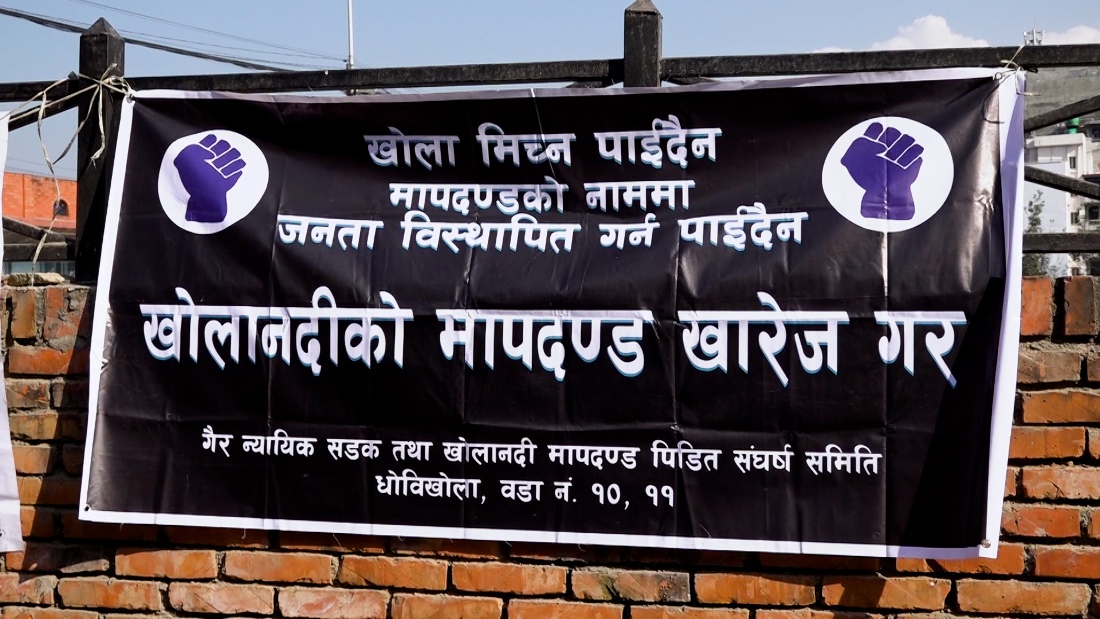 खोला मिच्न पाईदैन
मापदण्डको नाममा
जनता विस्थापित गर्न पाईदैन
खोलानदीको मापदण्ड खारेज गर
गैर न्यायिक सडक तथा खोलानदी मापदण्ड पिडित संघर्षा समिति
धोविखोला, वडा नं. १०, ११